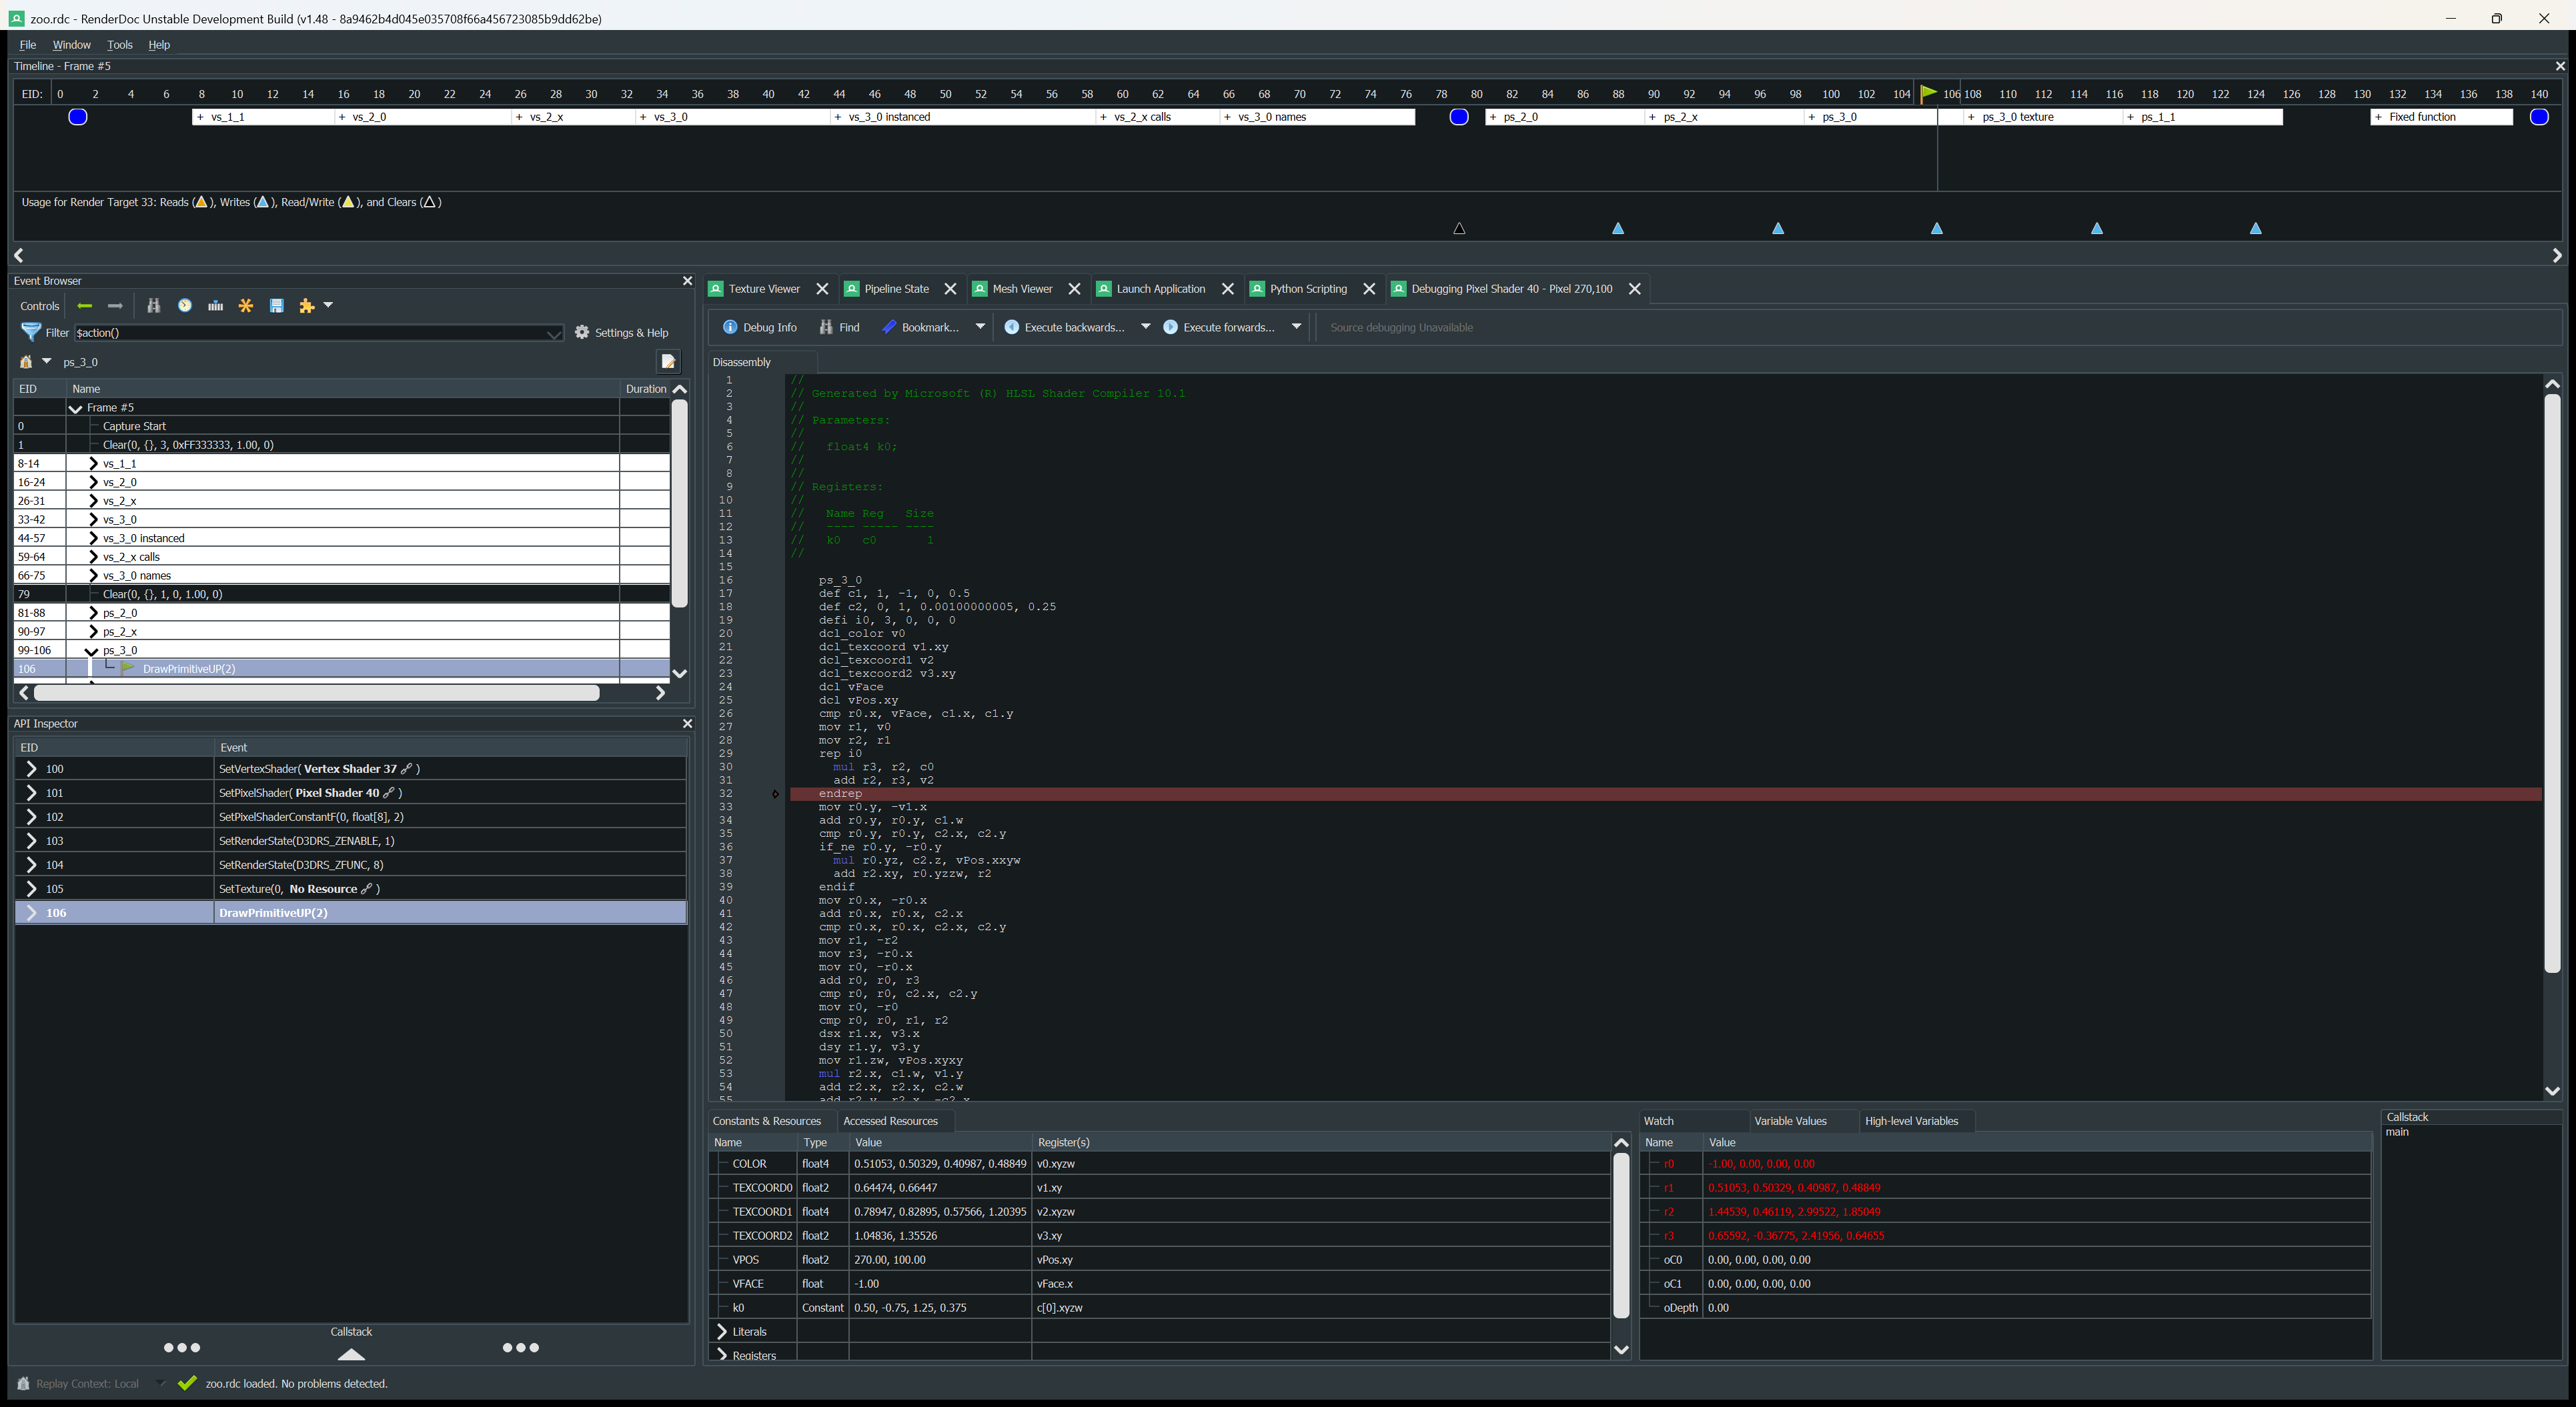 zoo.rdc - RenderDoc Unstable Development Build (v1.48 - 8a9462b4d045e035708f66a456723085b9dd62be)
File Window Tools Help
Timeline - Frame #5
EID: 0 2 4 6 8 10 12 14 16 18 20 22 24 26 28 30 32 34 36 38 40 42 44 46 48 50 52 54 56 58 60 62 64 66 68 70 72 74 76 78 80 82 84 86 88 90 92 94 96 98 100 102 104 106 108 110 112 114 116 118 120 122 124 126 128 130 132 134 136 138 140
+ vs_1_1 + vs_2_0 + vs_2_x + vs_3_0 + vs_3_0 instanced + vs_2_x calls + vs_3_0 names + ps_2_0 + ps_2_x + ps_3_0 + ps_3_0 texture + ps_1_1 + Fixed function
Usage for Render Target 33: Reads ( ), Writes ( ), Read/Write ( ), and Clears ( )
Event Browser
Controls
Filter $action() Settings & Help
ps_3_0
EID Name Duration
Frame #5
0 Capture Start
1 Clear(0, {}, 3, 0xFF333333, 1.00, 0)
8-14 vs_1_1
16-24 vs_2_0
26-31 vs_2_x
33-42 vs_3_0
44-57 vs_3_0 instanced
59-64 vs_2_x calls
66-75 vs_3_0 names
79 Clear(0, {}, 1, 0, 1.00, 0)
81-88 ps_2_0
90-97 ps_2_x
99-106 ps_3_0
106 DrawPrimitiveUP(2)
API Inspector
EID Event
100 SetVertexShader( Vertex Shader 37 )
101 SetPixelShader( Pixel Shader 40 )
102 SetPixelShaderConstantF(0, float[8], 2)
103 SetRenderState(D3DRS_ZENABLE, 1)
104 SetRenderState(D3DRS_ZFUNC, 8)
105 SetTexture(0, No Resource )
106 DrawPrimitiveUP(2)
Callstack
Texture Viewer Pipeline State Mesh Viewer Launch Application Python Scripting Debugging Pixel Shader 40 - Pixel 270,100
Debug Info Find Bookmark... Execute backwards... Execute forwards... Source debugging Unavailable
Disassembly
1 //
2 // Generated by Microsoft (R) HLSL Shader Compiler 10.1
3 //
4 // Parameters:
5 //
6 // float4 k0;
7 //
8 //
9 // Registers:
10 //
11 // Name Reg Size
12 // ---- ----- ----
13 // k0 c0 1
14 //
15
16 ps_3_0
17 def c1, 1, -1, 0, 0.5
18 def c2, 0, 1, 0.00100000005, 0.25
19 defi i0, 3, 0, 0, 0
20 dcl_color v0
21 dcl_texcoord v1.xy
22 dcl_texcoord1 v2
23 dcl_texcoord2 v3.xy
24 dcl vFace
25 dcl vPos.xy
26 cmp r0.x, vFace, c1.x, c1.y
27 mov r1, v0
28 mov r2, r1
29 rep i0
30 mul r3, r2, c0
31 add r2, r3, v2
32 endrep
33 mov r0.y, -v1.x
34 add r0.y, r0.y, c1.w
35 cmp r0.y, r0.y, c2.x, c2.y
36 if_ne r0.y, -r0.y
37 mul r0.yz, c2.z, vPos.xxyw
38 add r2.xy, r0.yzzw, r2
39 endif
40 mov r0.x, -r0.x
41 add r0.x, r0.x, c2.x
42 cmp r0.x, r0.x, c2.x, c2.y
43 mov r1, -r2
44 mov r3, -r0.x
45 mov r0, -r0.x
46 add r0, r0, r3
47 cmp r0, r0, c2.x, c2.y
48 mov r0, -r0
49 cmp r0, r0, r1, r2
50 dsx r1.x, v3.x
51 dsy r1.y, v3.y
52 mov r1.zw, vPos.xyxy
53 mul r2.x, c1.w, v1.y
54 add r2.x, r2.x, c2.w
55 add r2.y, r2.x, -c2.x
Constants & Resources Accessed Resources
Name Type Value Register(s)
COLOR float4 0.51053, 0.50329, 0.40987, 0.48849 v0.xyzw
TEXCOORD0 float2 0.64474, 0.66447 v1.xy
TEXCOORD1 float4 0.78947, 0.82895, 0.57566, 1.20395 v2.xyzw
TEXCOORD2 float2 1.04836, 1.35526 v3.xy
VPOS float2 270.00, 100.00 vPos.xy
VFACE float -1.00 vFace.x
k0 Constant 0.50, -0.75, 1.25, 0.375 c[0].xyzw
Literals
Registers
Watch Variable Values High-level Variables
Name Value
r0 -1.00, 0.00, 0.00, 0.00
r1 0.51053, 0.50329, 0.40987, 0.48849
r2 1.44539, 0.46119, 2.99522, 1.85049
r3 0.65592, -0.36775, 2.41956, 0.64655
oC0 0.00, 0.00, 0.00, 0.00
oC1 0.00, 0.00, 0.00, 0.00
oDepth 0.00
Callstack
main
Replay Context: Local zoo.rdc loaded. No problems detected.